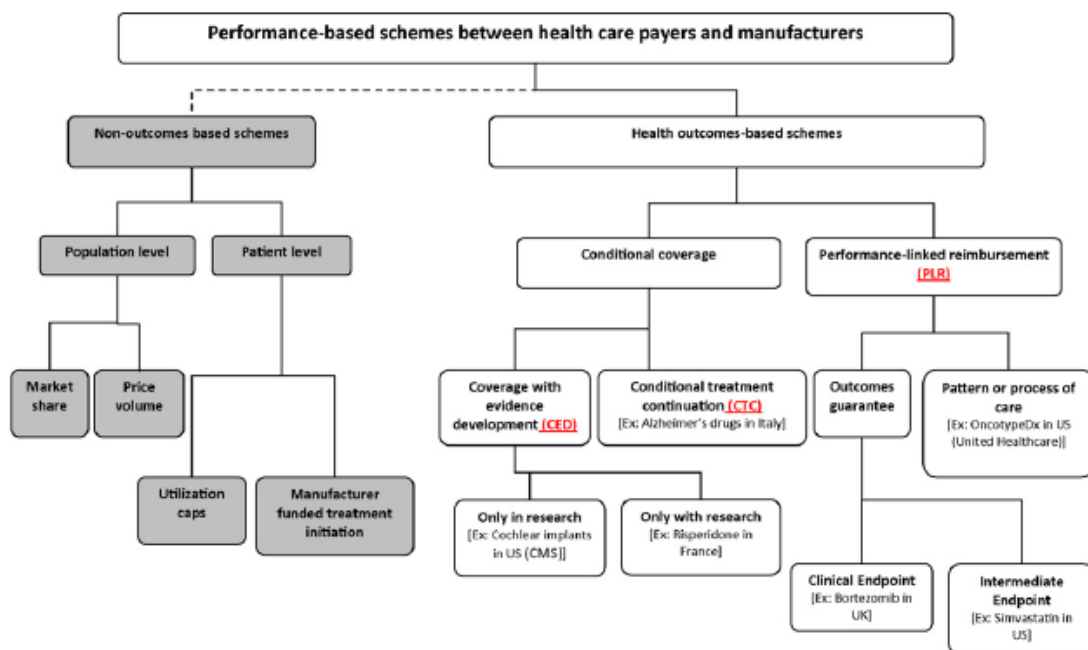 Performance-based schemes between health care payers and manufacturers
Non-outcomes based schemes
Health outcomes-based schemes
Population level
Patient level
Conditional coverage
Performance-linked reimbursement
(PLR)
Market
share
Price
volume
Coverage with
evidence
development (CED)
Conditional treatment
continuation (CTC)
[Ex: Alzheimer's drugs in Italy]
Outcomes
guarantee
Pattern or process of
care
[Ex: OncotypeDx in US
(United Healthcare)]
Utilization
caps
Manufacturer
funded treatment
initiation
Only in research
[Ex: Cochlear implants
in US (CMS)]
Only with research
[Ex: Risperidone in
France]
Clinical Endpoint
[Ex: Bortezomib in
UK]
Intermediate
Endpoint
[Ex: Simvastatin in
US]